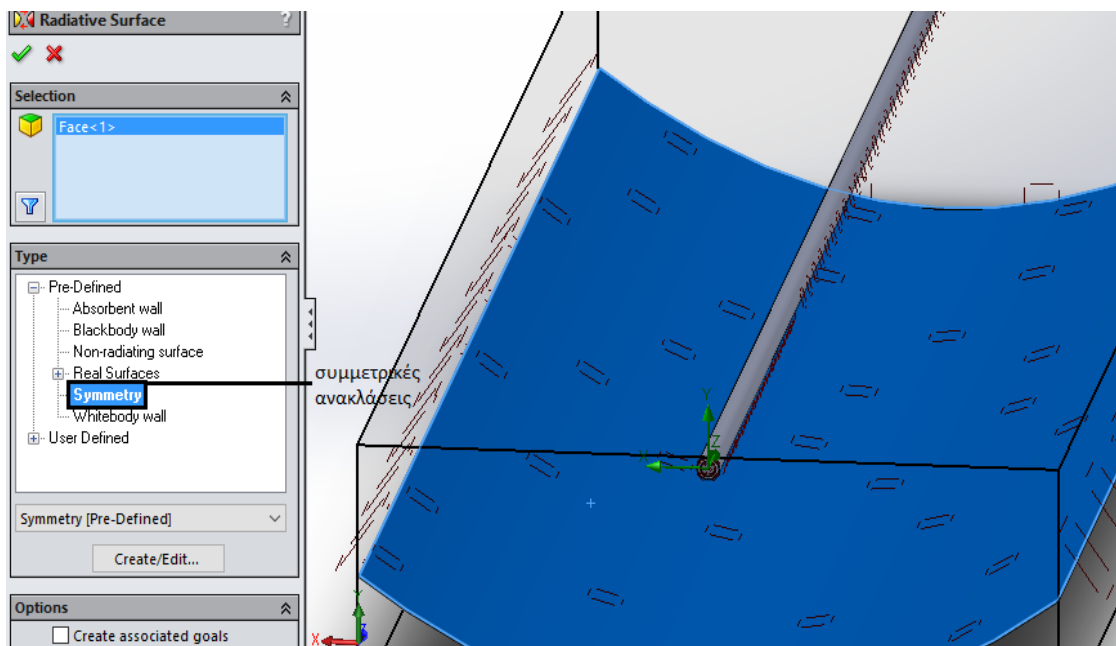 Radiative Surface ?
Selection
Face<1>
Type
Pre-Defined
Absorbent wall
Blackbody wall
Non-radiating surface
Real Surfaces
Symmetry
Whitebody wall
User Defined
Symmetry [Pre-Defined]
Create/Edit...
Options
Create associated goals
συμμετρικές
ανακλάσεις
Y
X
Z
Y
X
Z